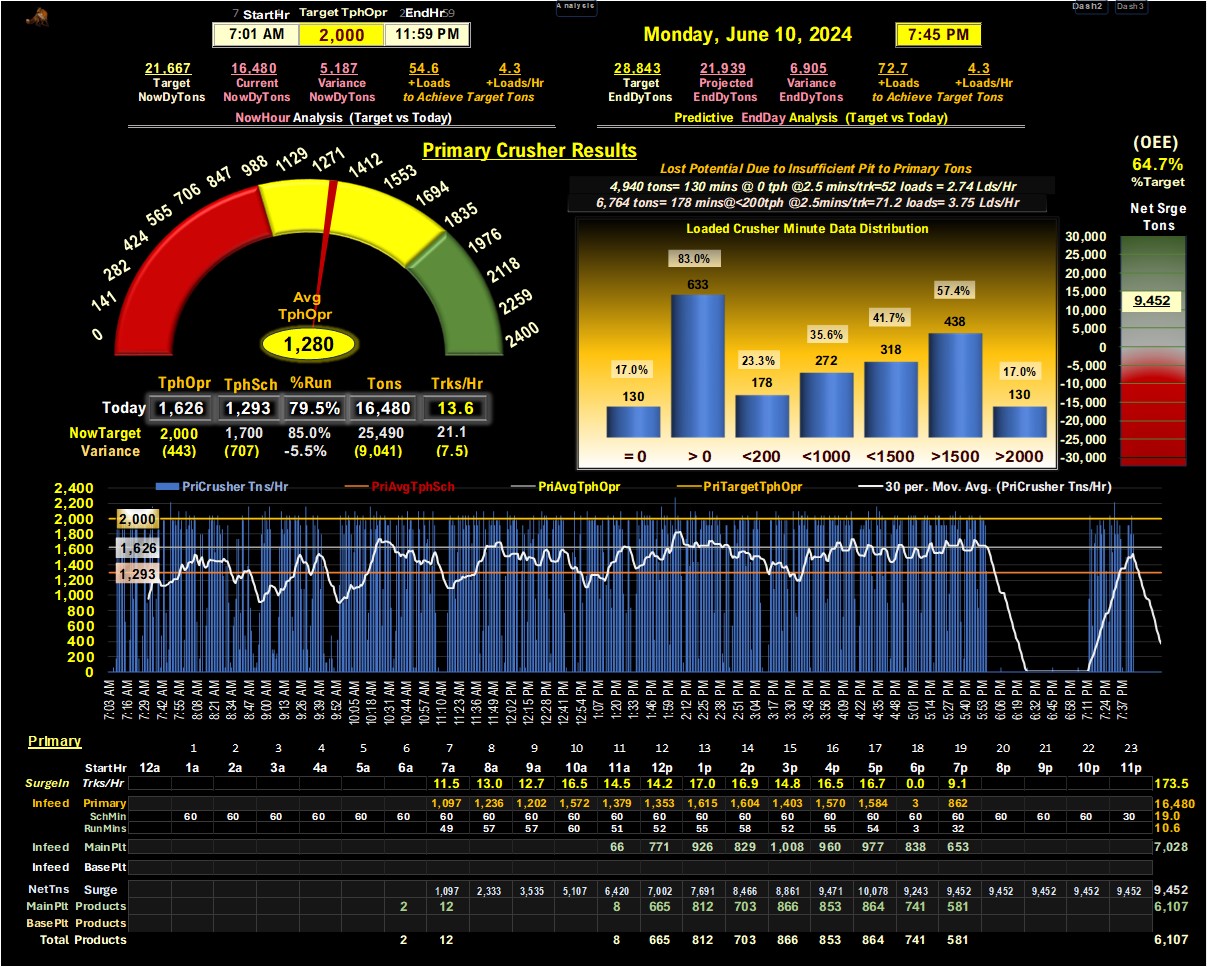 Analysis Dash2 Dash3
7 StartHr Target TphOpr EndHr
7:01 AM 2,000 11:59 PM
Monday, June 10, 2024 7:45 PM
21,667 16,480 5,187 54.6 4.3
Target Current Variance +Loads +Loads/Hr
NowDyTons NowDyTons NowDyTons to Achieve Target Tons
NowHour Analysis (Target vs Today)
28,843 21,939 6,905 72.7 4.3
Target Projected Variance +Loads +Loads/Hr
EndDyTons EndDyTons EndDyTons to Achieve Target Tons
Predictive EndDay Analysis (Target vs Today)
Primary Crusher Results
0 141 282 424 565 706 847 988 1129 1271 1412 1553 1694 1835 1976 2118 2259 2400
Avg
TphOpr
1,280
TphOpr TphSch %Run Tons Trks/Hr
Today 1,626 1,293 79.5% 16,480 13.6
NowTarget 2,000 1,700 85.0% 25,490 21.1
Variance (443) (707) -5.5% (9,041) (7.5)
Lost Potential Due to Insufficient Pit to Primary Tons
4,940 tons= 130 mins @ 0 tph @2.5 mins/trk=52 loads = 2.74 Lds/Hr
6,764 tons= 178 mins@<200tph @2.5mins/trk=71.2 loads= 3.75 Lds/Hr
Loaded Crusher Minute Data Distribution
17.0% 83.0% 23.3% 35.6% 41.7% 57.4% 17.0%
130 633 178 272 318 438 130
= 0 > 0 <200 <1000 <1500 >1500 >2000
(OEE)
64.7%
%Target
Net Srge
Tons
30,000
25,000
20,000
15,000
9,452
10,000
5,000
0
-5,000
-10,000
-15,000
-20,000
-25,000
-30,000
PriCrusher Tns/Hr PriAvgTphSch PriAvgTphOpr PriTargetTphOpr 30 per. Mov. Avg. (PriCrusher Tns/Hr)
2,400
2,200
2,000
1,800
1,600
1,400
1,200
1,000
800
600
400
200
0
2,000
1,626
1,293
7:03 AM 7:16 AM 7:29 AM 7:42 AM 7:55 AM 8:08 AM 8:21 AM 8:34 AM 8:47 AM 9:00 AM 9:13 AM 9:26 AM 9:39 AM 9:52 AM 10:05 AM 10:18 AM 10:31 AM 10:44 AM 10:57 AM 11:10 AM 11:23 AM 11:36 AM 11:49 AM 12:02 PM 12:15 PM 12:28 PM 12:41 PM 12:54 PM 1:07 PM 1:20 PM 1:33 PM 1:46 PM 1:59 PM 2:12 PM 2:25 PM 2:38 PM 2:51 PM 3:04 PM 3:17 PM 3:30 PM 3:43 PM 3:56 PM 4:09 PM 4:22 PM 4:35 PM 4:48 PM 5:01 PM 5:14 PM 5:27 PM 5:40 PM 5:53 PM 6:06 PM 6:19 PM 6:32 PM 6:45 PM 6:58 PM 7:11 PM 7:24 PM 7:37 PM
Primary
1 2 3 4 5 6 7 8 9 10 11 12 13 14 15 16 17 18 19 20 21 22 23
StartHr 12a 1a 2a 3a 4a 5a 6a 7a 8a 9a 10a 11a 12p 1p 2p 3p 4p 5p 6p 7p 8p 9p 10p 11p
SurgeIn Trks/Hr 11.5 13.0 12.7 16.5 14.5 14.2 17.0 16.9 14.8 16.5 16.7 0.0 9.1 173.5
Infeed Primary 1,097 1,236 1,202 1,572 1,379 1,353 1,615 1,604 1,403 1,570 1,584 3 862 16,480
SchMin 60 60 60 60 60 60 60 60 60 60 60 60 60 60 60 60 60 60 60 60 60 60 30 19.0
RunMins 49 57 57 60 51 52 55 58 52 55 54 3 32 10.6
Infeed MainPlt 66 771 926 829 1,008 960 977 838 653 7,028
Infeed BasePlt
NetTns Surge 1,097 2,333 3,535 5,107 6,420 7,002 7,691 8,466 8,861 9,471 10,078 9,243 9,452 9,452 9,452 9,452 9,452 9,452
MainPlt Products 2 12 8 665 812 703 866 853 864 741 581 6,107
BasePlt Products
Total Products 2 12 8 665 812 703 866 853 864 741 581 6,107